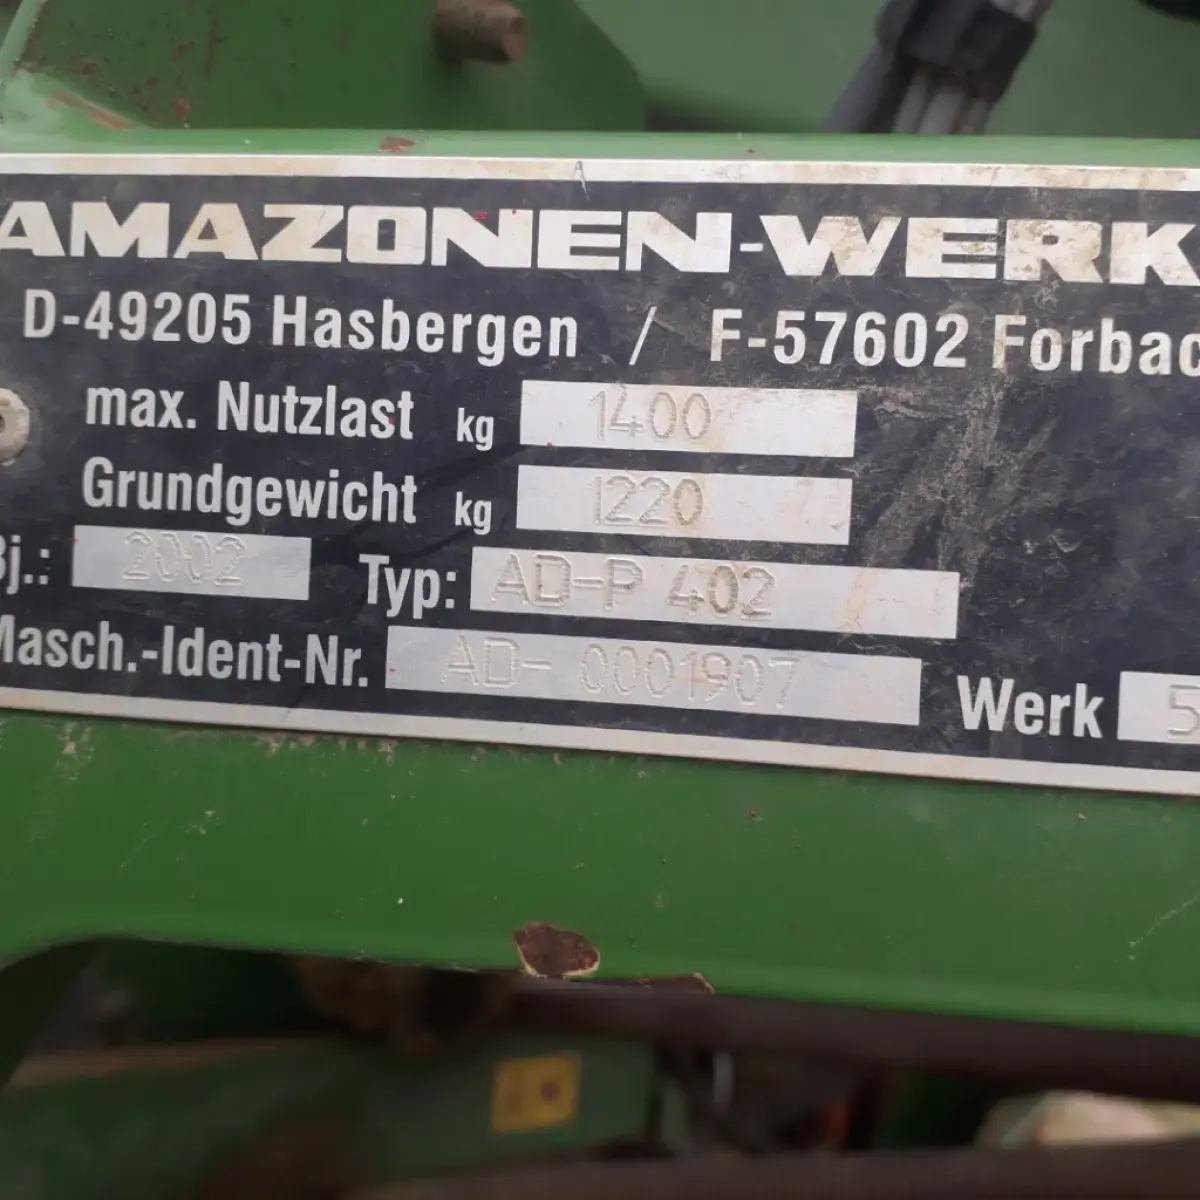 AMAZONEN-WERK
D-49205 Hasbergen / F-57602 Forbac
max. Nutzlast kg 1400
Grundgewicht kg 1220
Bj.: 2002 Typ: AD-P 402
Masch.-Ident-Nr. AD- 0001907 Werk 5